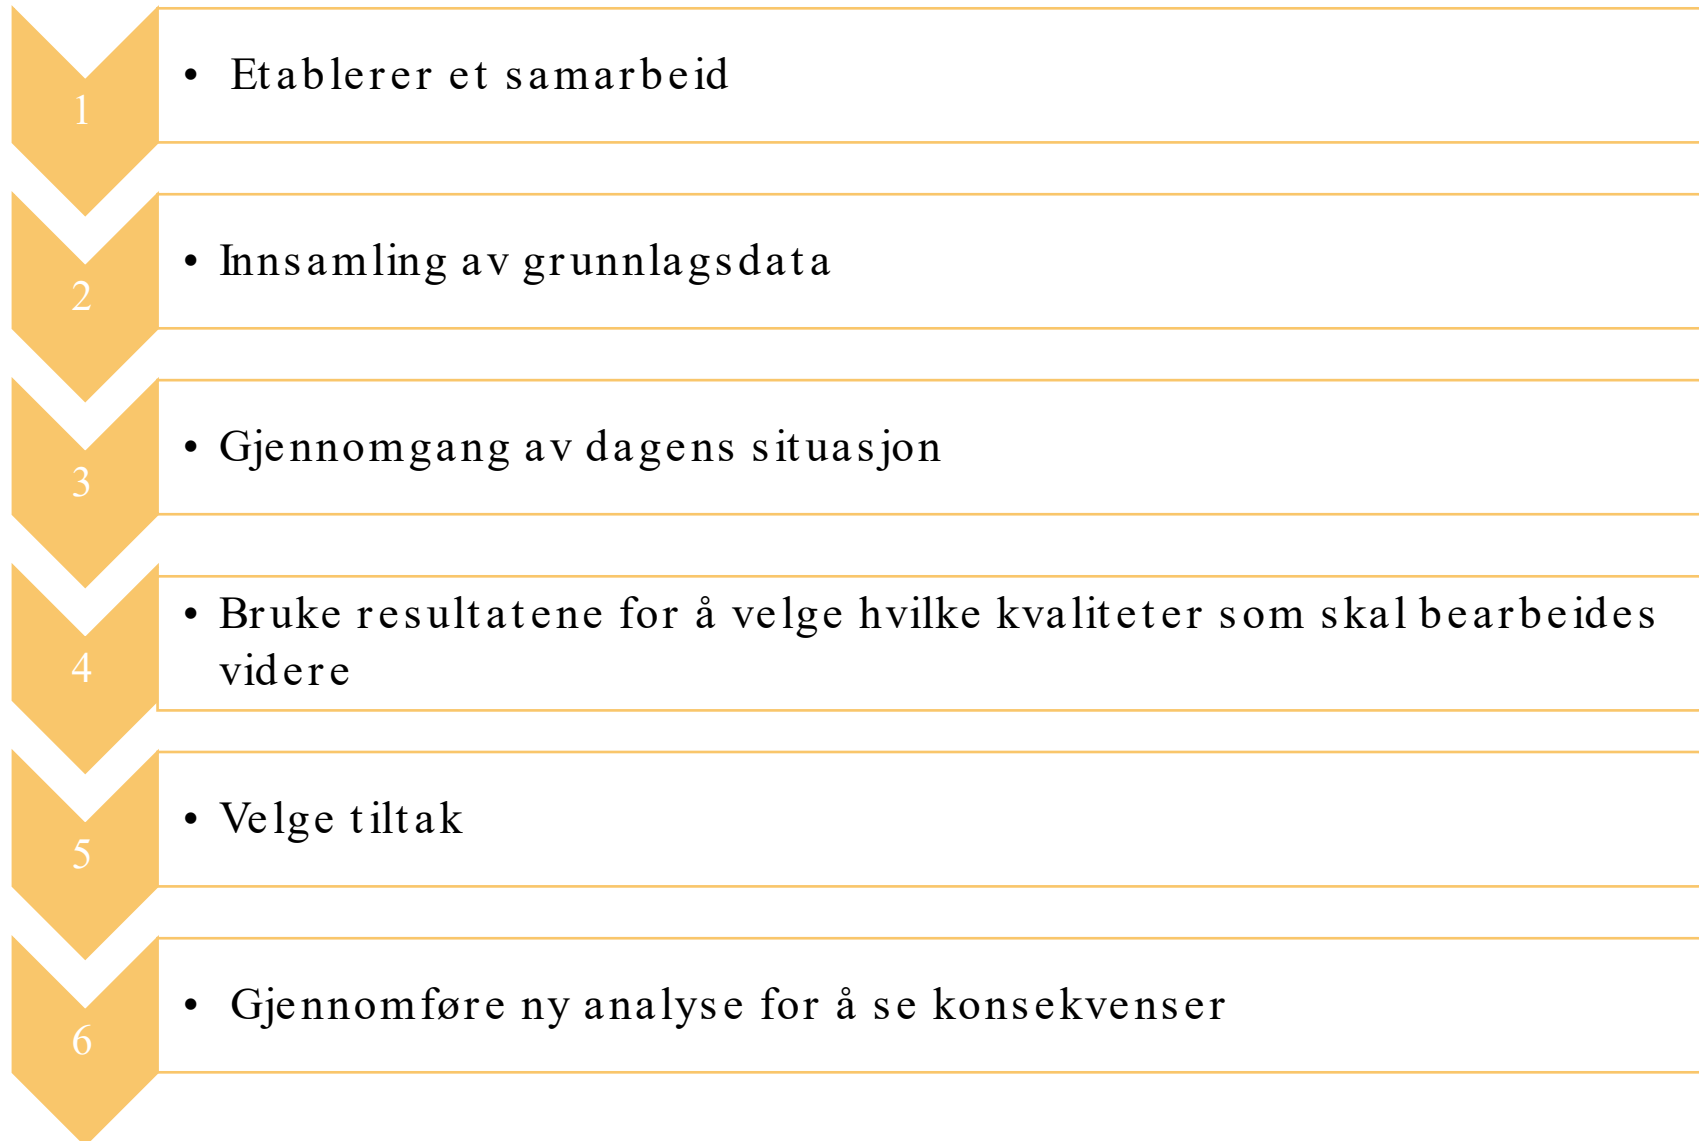 1
• Etablerer et samarbeid
2
• Innsamling av grunnlagsdata
3
• Gjennomgang av dagens situasjon
4
• Bruke resultatene for å velge hvilke kvaliteter som skal bearbeides
videre
5
• Velge tiltak
6
• Gjennomføre ny analyse for å se konsekvenser